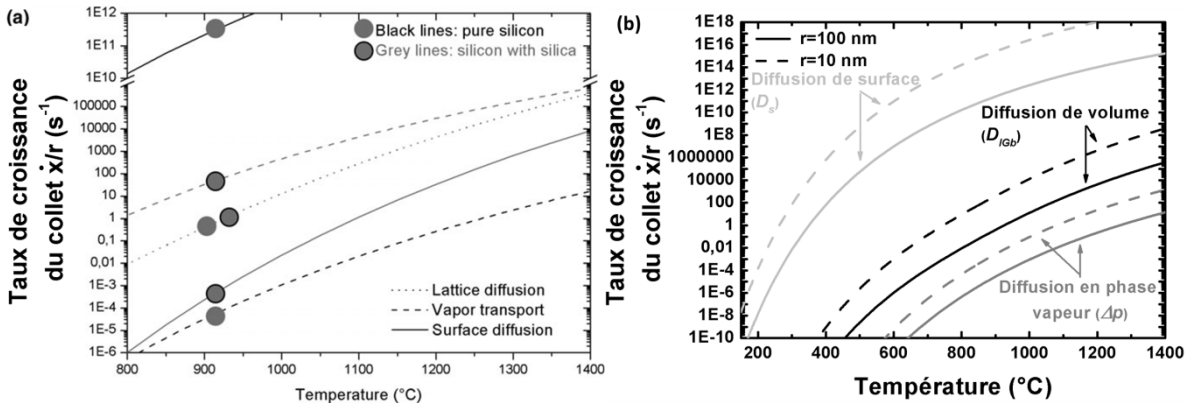 (a)
Taux de croissance
du collet ẋ/r (s⁻¹)
1E12
1E11
1E10
100000
10000
1000
100
10
1
0,1
0,01
1E-3
1E-4
1E-5
1E-6
Black lines: pure silicon
Grey lines: silicon with silica
Lattice diffusion
Vapor transport
Surface diffusion
800 900 1000 1100 1200 1300 1400
Temperature (°C)
(b)
Taux de croissance
du collet ẋ/r (s⁻¹)
1E18
1E16
1E14
1E12
1E10
1E8
1000000
10000
100
1
0,01
1E-4
1E-6
1E-8
1E-10
r=100 nm
r=10 nm
Diffusion de surface
(Dₛ)
Diffusion de volume
(D_lGb)
Diffusion en phase
vapeur (Δp)
200 400 600 800 1000 1200 1400
Température (°C)